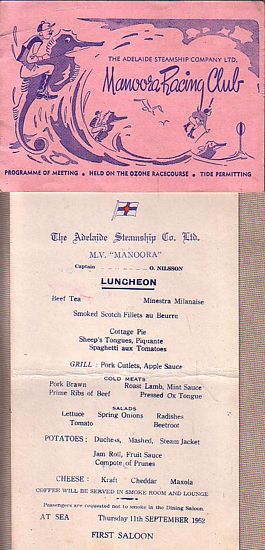 THE ADELAIDE STEAMSHIP COMPANY LTD.
Manoora Racing Club
PROGRAMME OF MEETING • HELD ON THE OZONE RACECOURSE • TIDE PERMITTING
The Adelaide Steamship Co. Ltd.
M.V. "MANOORA"
Captain O. NILSSON
LUNCHEON
Beef Tea Minestra Milanaise
Smoked Scotch Fillets au Beurre
Cottage Pie
Sheep's Tongues, Piquante
Spaghetti aux Tomatoes
GRILL : Pork Cutlets, Apple Sauce
COLD MEATS
Pork Brawn Roast Lamb, Mint Sauce
Prime Ribs of Beef Pressed Ox Tongue
SALADS
Lettuce Spring Onions Radishes
Tomato Beetroot
POTATOES : Duchess, Mashed, Steam Jacket
Jam Roll, Fruit Sauce
Compote of Prunes
CHEESE : Kraft Cheddar Maxola
COFFEE WILL BE SERVED IN SMOKE ROOM AND LOUNGE
Passengers are requested not to smoke in the Dining Saloon.
AT SEA Thursday 11th SEPTEMBER 1952
FIRST SALOON